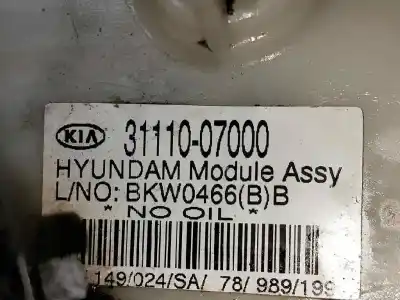 KIA 31110-07000
HYUNDAM Module Assy
L/NO: BKW0466(B)B
* NO OIL *
149/024/SA/ 78/ 989/199